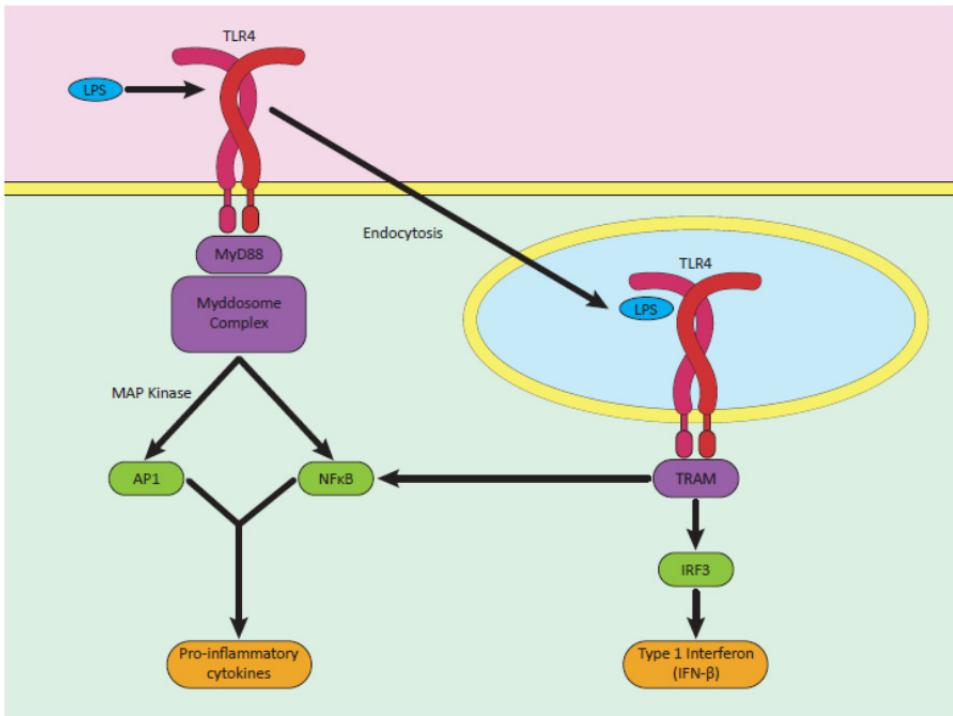 TLR4
LPS
Endocytosis
MyD88
Myddosome
Complex
TLR4
LPS
MAP Kinase
AP1
NFκB
TRAM
IRF3
Pro-inflammatory
cytokines
Type 1 Interferon
(IFN-β)